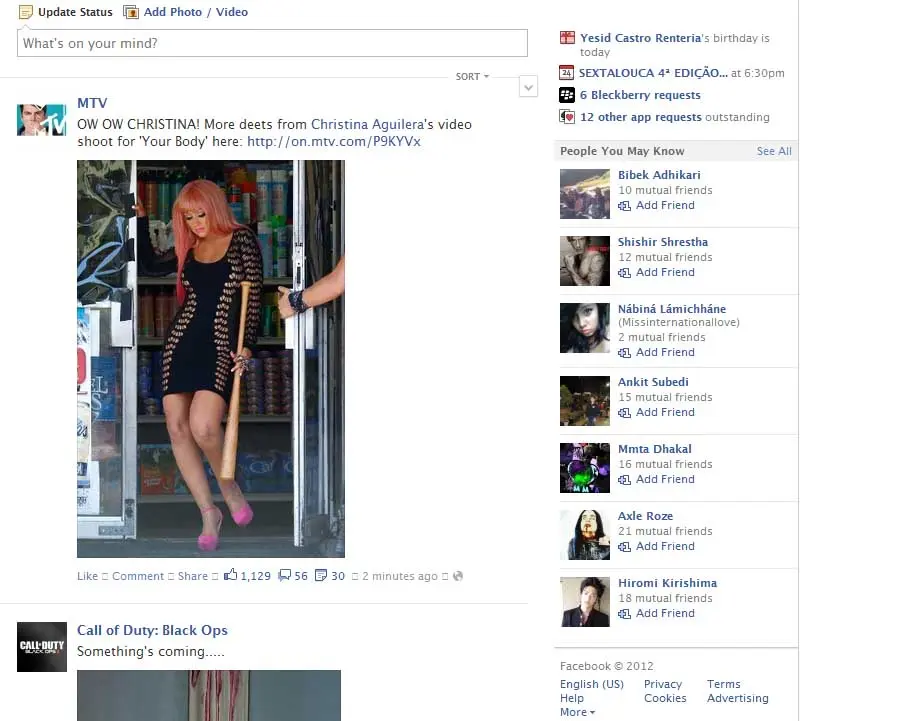 Update Status Add Photo / Video
What's on your mind?
SORT
MTV
OW OW CHRISTINA! More deets from Christina Aguilera's video
shoot for 'Your Body' here: http://on.mtv.com/P9KYVx
Like Comment Share 1,129 56 30 2 minutes ago
CALL OF DUTY
BLACK OPS
Call of Duty: Black Ops
Something's coming.....
Yesid Castro Renteria's birthday is
today
24 SEXTALOUCA 4ª EDIÇÃO... at 6:30pm
6 Bleckberry requests
12 other app requests outstanding
People You May Know See All
Bibek Adhikari
10 mutual friends
Add Friend
Shishir Shrestha
12 mutual friends
Add Friend
Nábiná Lámichháne
(Missinternationallove)
2 mutual friends
Add Friend
Ankit Subedi
15 mutual friends
Add Friend
Mmta Dhakal
16 mutual friends
Add Friend
Axle Roze
21 mutual friends
Add Friend
Hiromi Kirishima
18 mutual friends
Add Friend
Facebook © 2012
English (US) Privacy Terms
Help Cookies Advertising
More